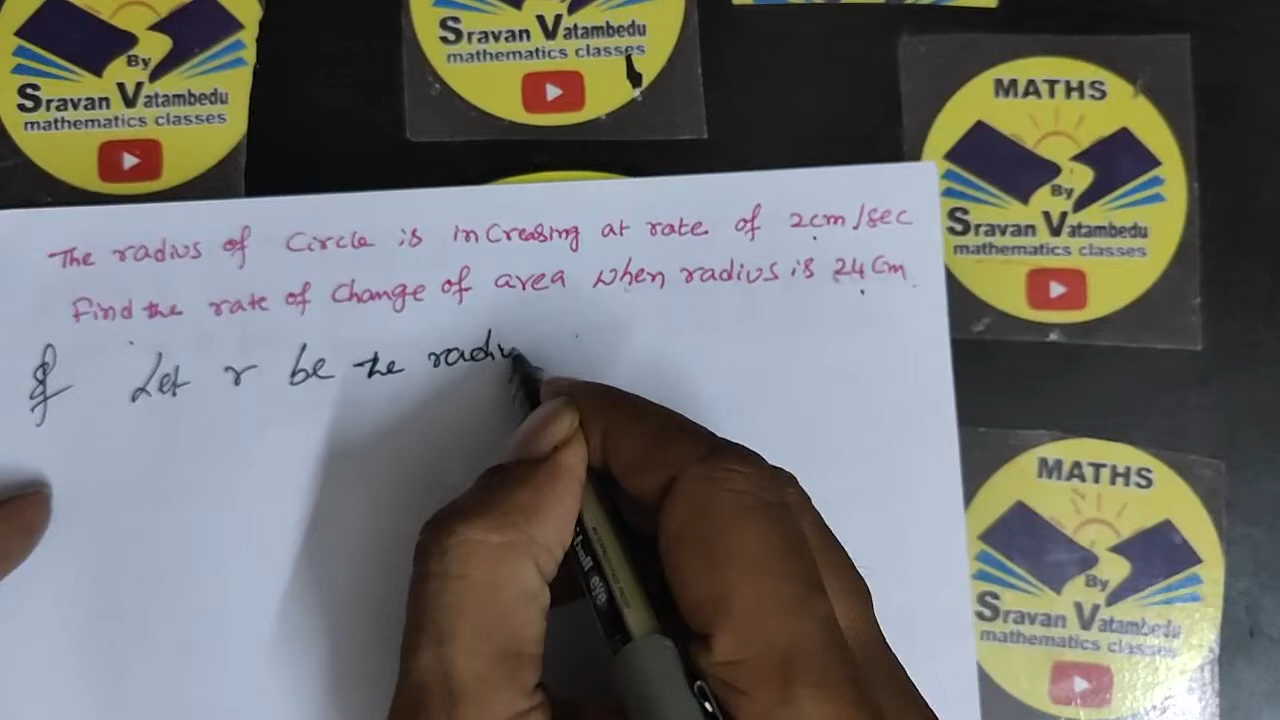 By
Sravan Vatambedu
mathematics classes
Sravan Vatambedu
mathematics classes
MATHS
By
Sravan Vatambedu
mathematics classes
The radius of Circle is increasing at rate of 2cm/sec
Find the rate of change of area when radius is 24cm.
Let r be the radiu
MATHS
By
Sravan Vatambedu
mathematics classes